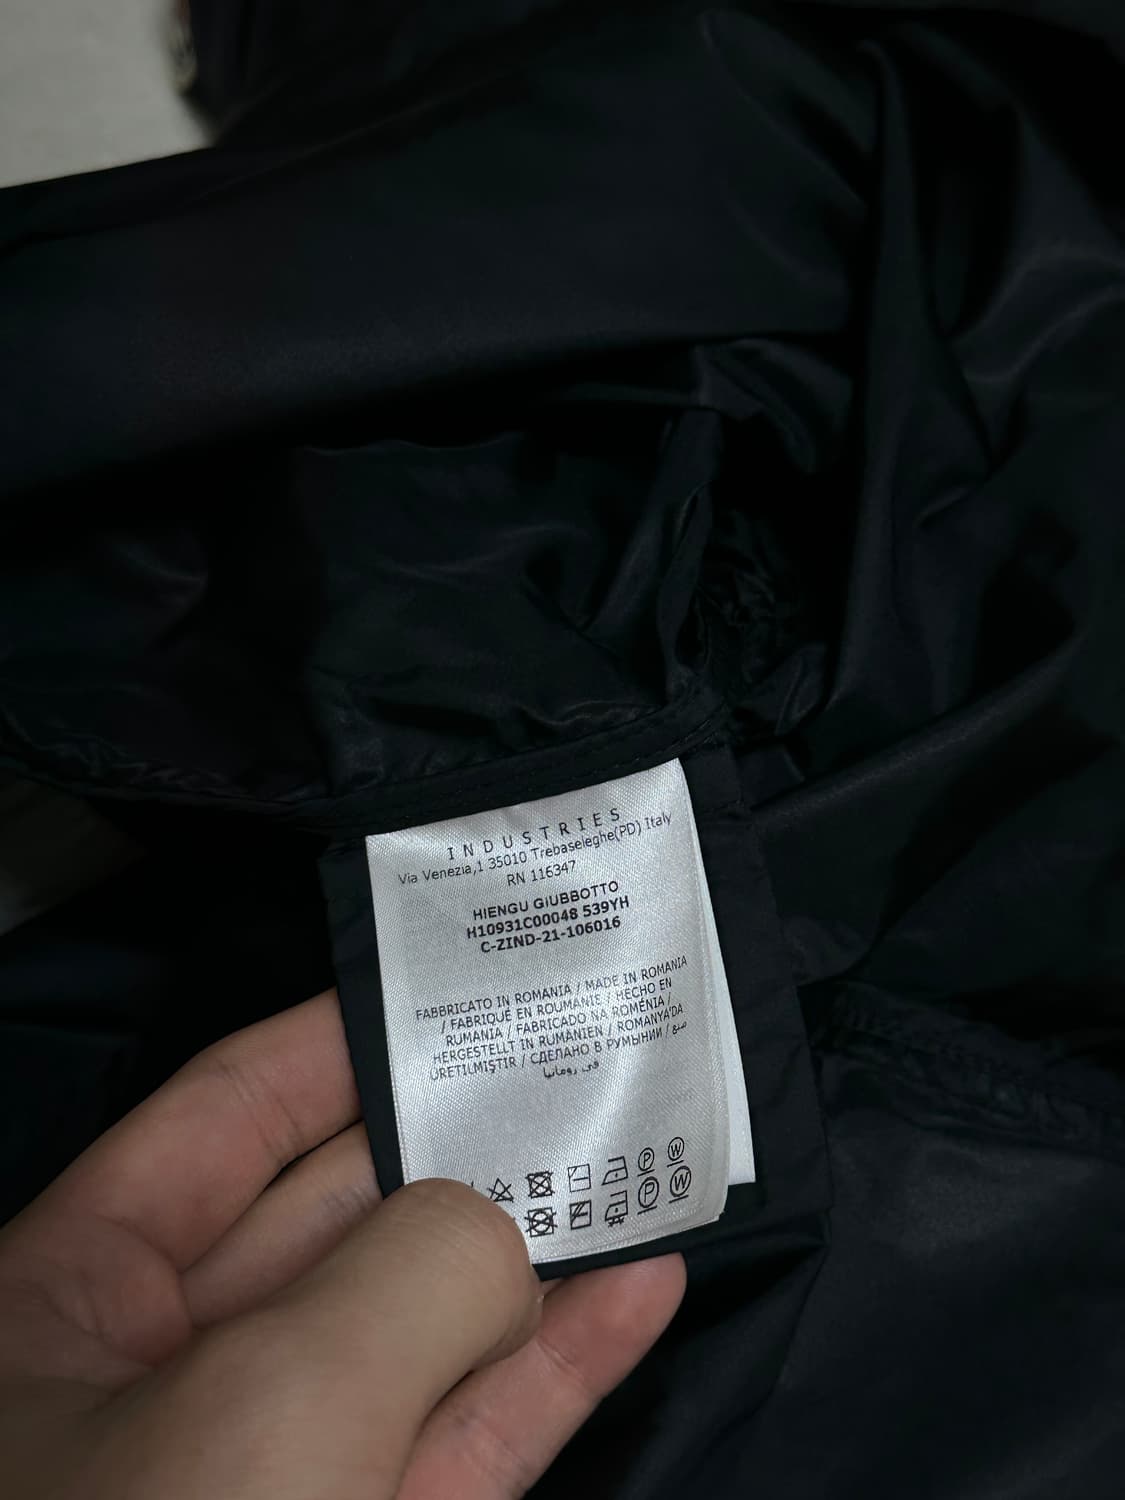 INDUSTRIES
Via Venezia,1 35010 Trebaseleghe(PD) Italy
RN 116347
HIENGU GIUBBOTTO
H10931C00048 539YH
C-ZIND-21-106016
FABBRICATO IN ROMANIA / MADE IN ROMANIA
/ FABRIQUÉ EN ROUMANIE / HECHO EN
RUMANIA / FABRICADO NA ROMÉNIA /
HERGESTELLT IN RUMÄNIEN / ROMANYA'DA
ÜRETILMIŞTIR / СДЕЛАНО В РУМЫНИИ / صنع
في رومانيا
P W
P W